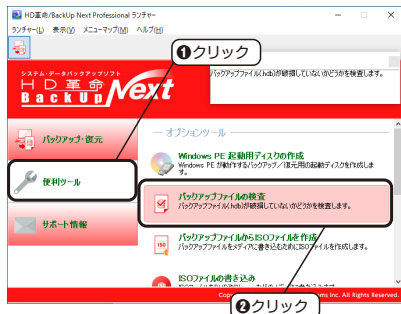 HD革命/BackUp Next Professional ランチャー
ランチャー(L) 表示(V) メニューマップ(M) ヘルプ(H)
❶クリック
バックアップファイル(.hdb)が破損していないかどうかを検査します。
システム・データバックアップソフト
HD革命
BackUp Next
バックアップ・復元
便利ツール
サポート情報
オプションツール
Windows PE 起動用ディスクの作成
Windows PE が動作するバックアップ/復元用の起動ディスクを作成しま
す。
バックアップファイルの検査
バックアップファイル(.hdb)が破損していないかどうかを検査します。
バックアップファイルからISOファイルを作成
バックアップファイルをメディアに書き込むためにISOファイルを作成します。
ISOファイルの書き込み
ms Inc. All Rights Reserved.
❷クリック